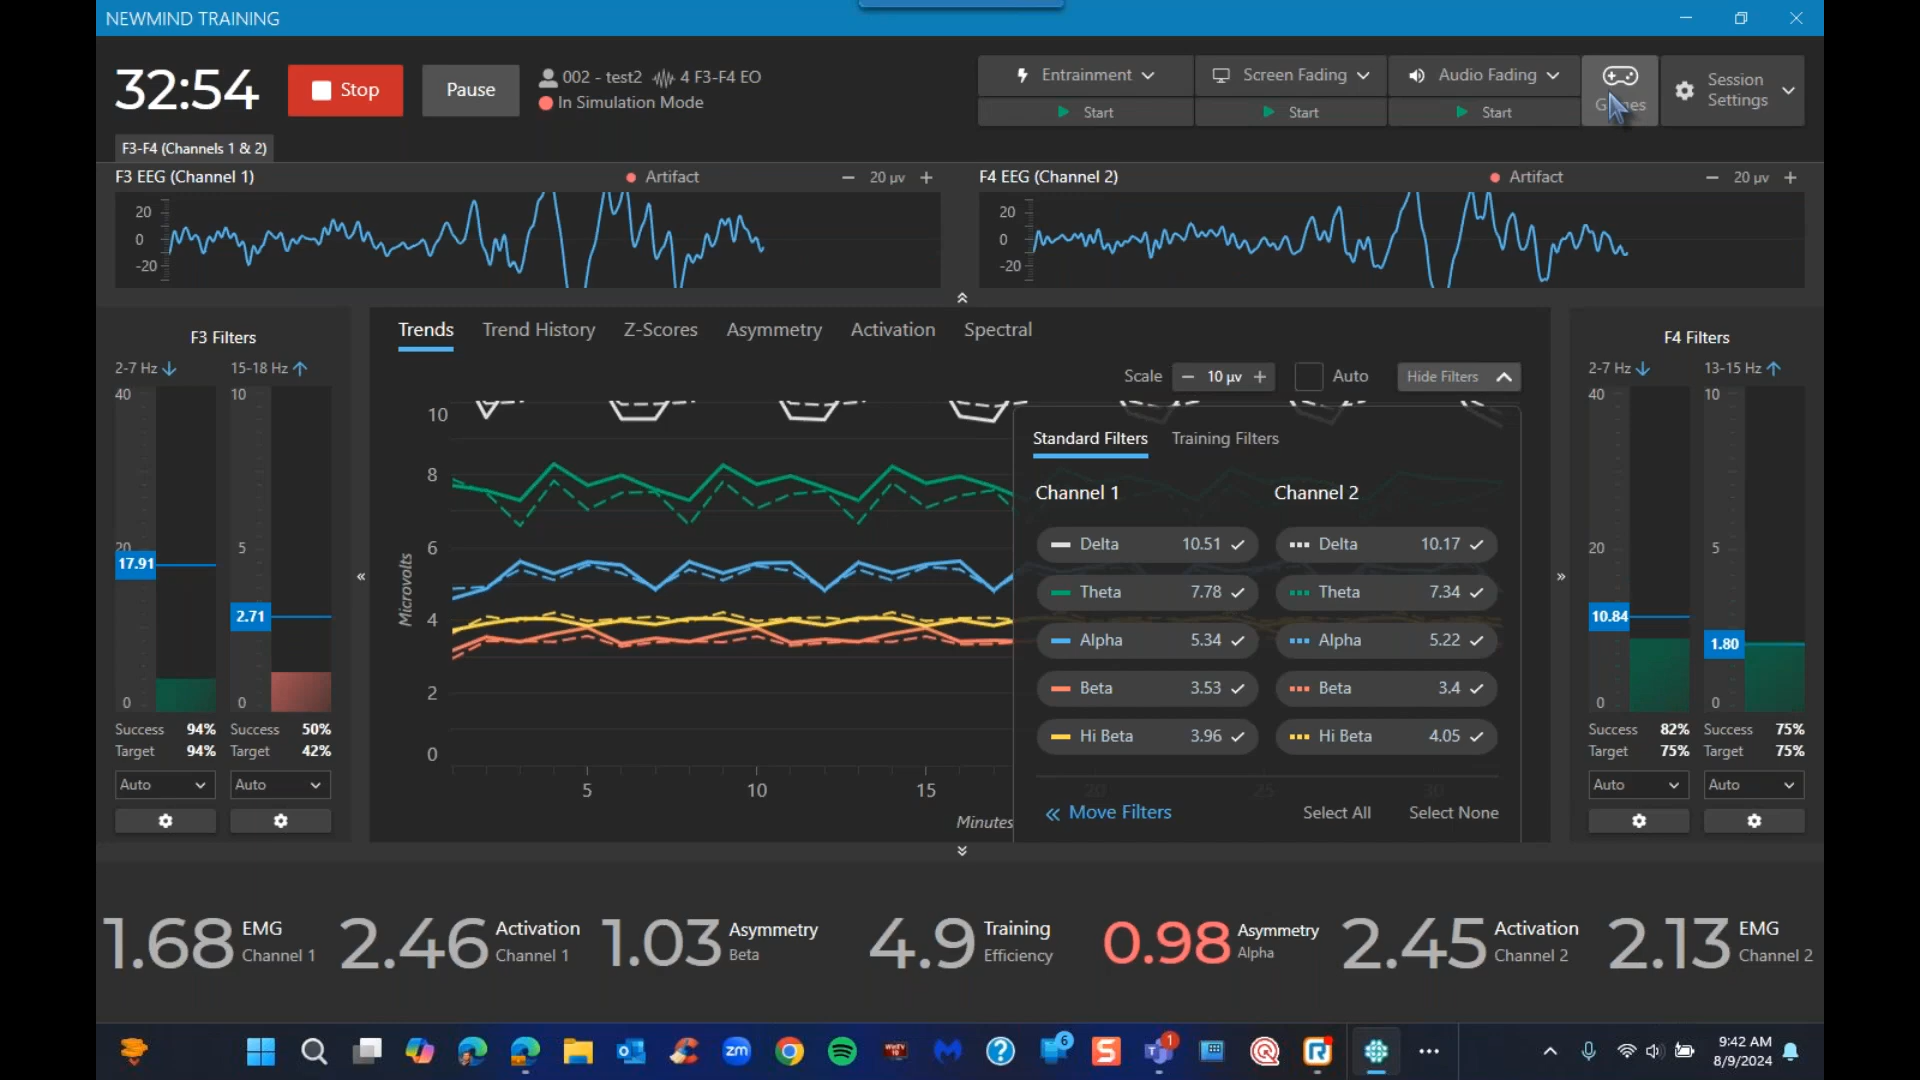 NEWMIND TRAINING
32:54
Stop
Pause
002 - test2 4 F3-F4 EO
In Simulation Mode
Entrainment
Start
Screen Fading
Start
Audio Fading
Start
Session
Settings
F3-F4 (Channels 1 & 2)
F3 EEG (Channel 1)
Artifact
− 20 μv +
20
0
-20
F4 EEG (Channel 2)
Artifact
− 20 μv +
20
0
-20
F3 Filters
2-7 Hz
15-18 Hz
40
20
0
17.91
10
5
0
2.71
Success 94%
Target 94%
Success 50%
Target 42%
Auto
Auto
Trends Trend History Z-Scores Asymmetry Activation Spectral
Scale − 10 μv + Auto Hide Filters
10
8
6
4
2
0
Microvolts
5 10 15 20 25 30
Minutes
Standard Filters Training Filters
Channel 1 Channel 2
Delta 10.51 Delta 10.17
Theta 7.78 Theta 7.34
Alpha 5.34 Alpha 5.22
Beta 3.53 Beta 3.4
Hi Beta 3.96 Hi Beta 4.05
« Move Filters Select All Select None
F4 Filters
2-7 Hz
13-15 Hz
40
20
0
10.84
10
5
0
1.80
Success 82%
Target 75%
Success 75%
Target 75%
Auto
Auto
1.68 EMG
Channel 1
2.46 Activation
Channel 1
1.03 Asymmetry
Beta
4.9 Training
Efficiency
0.98 Asymmetry
Alpha
2.45 Activation
Channel 2
2.13 EMG
Channel 2
zm
6
S
1
9:42 AM
8/9/2024